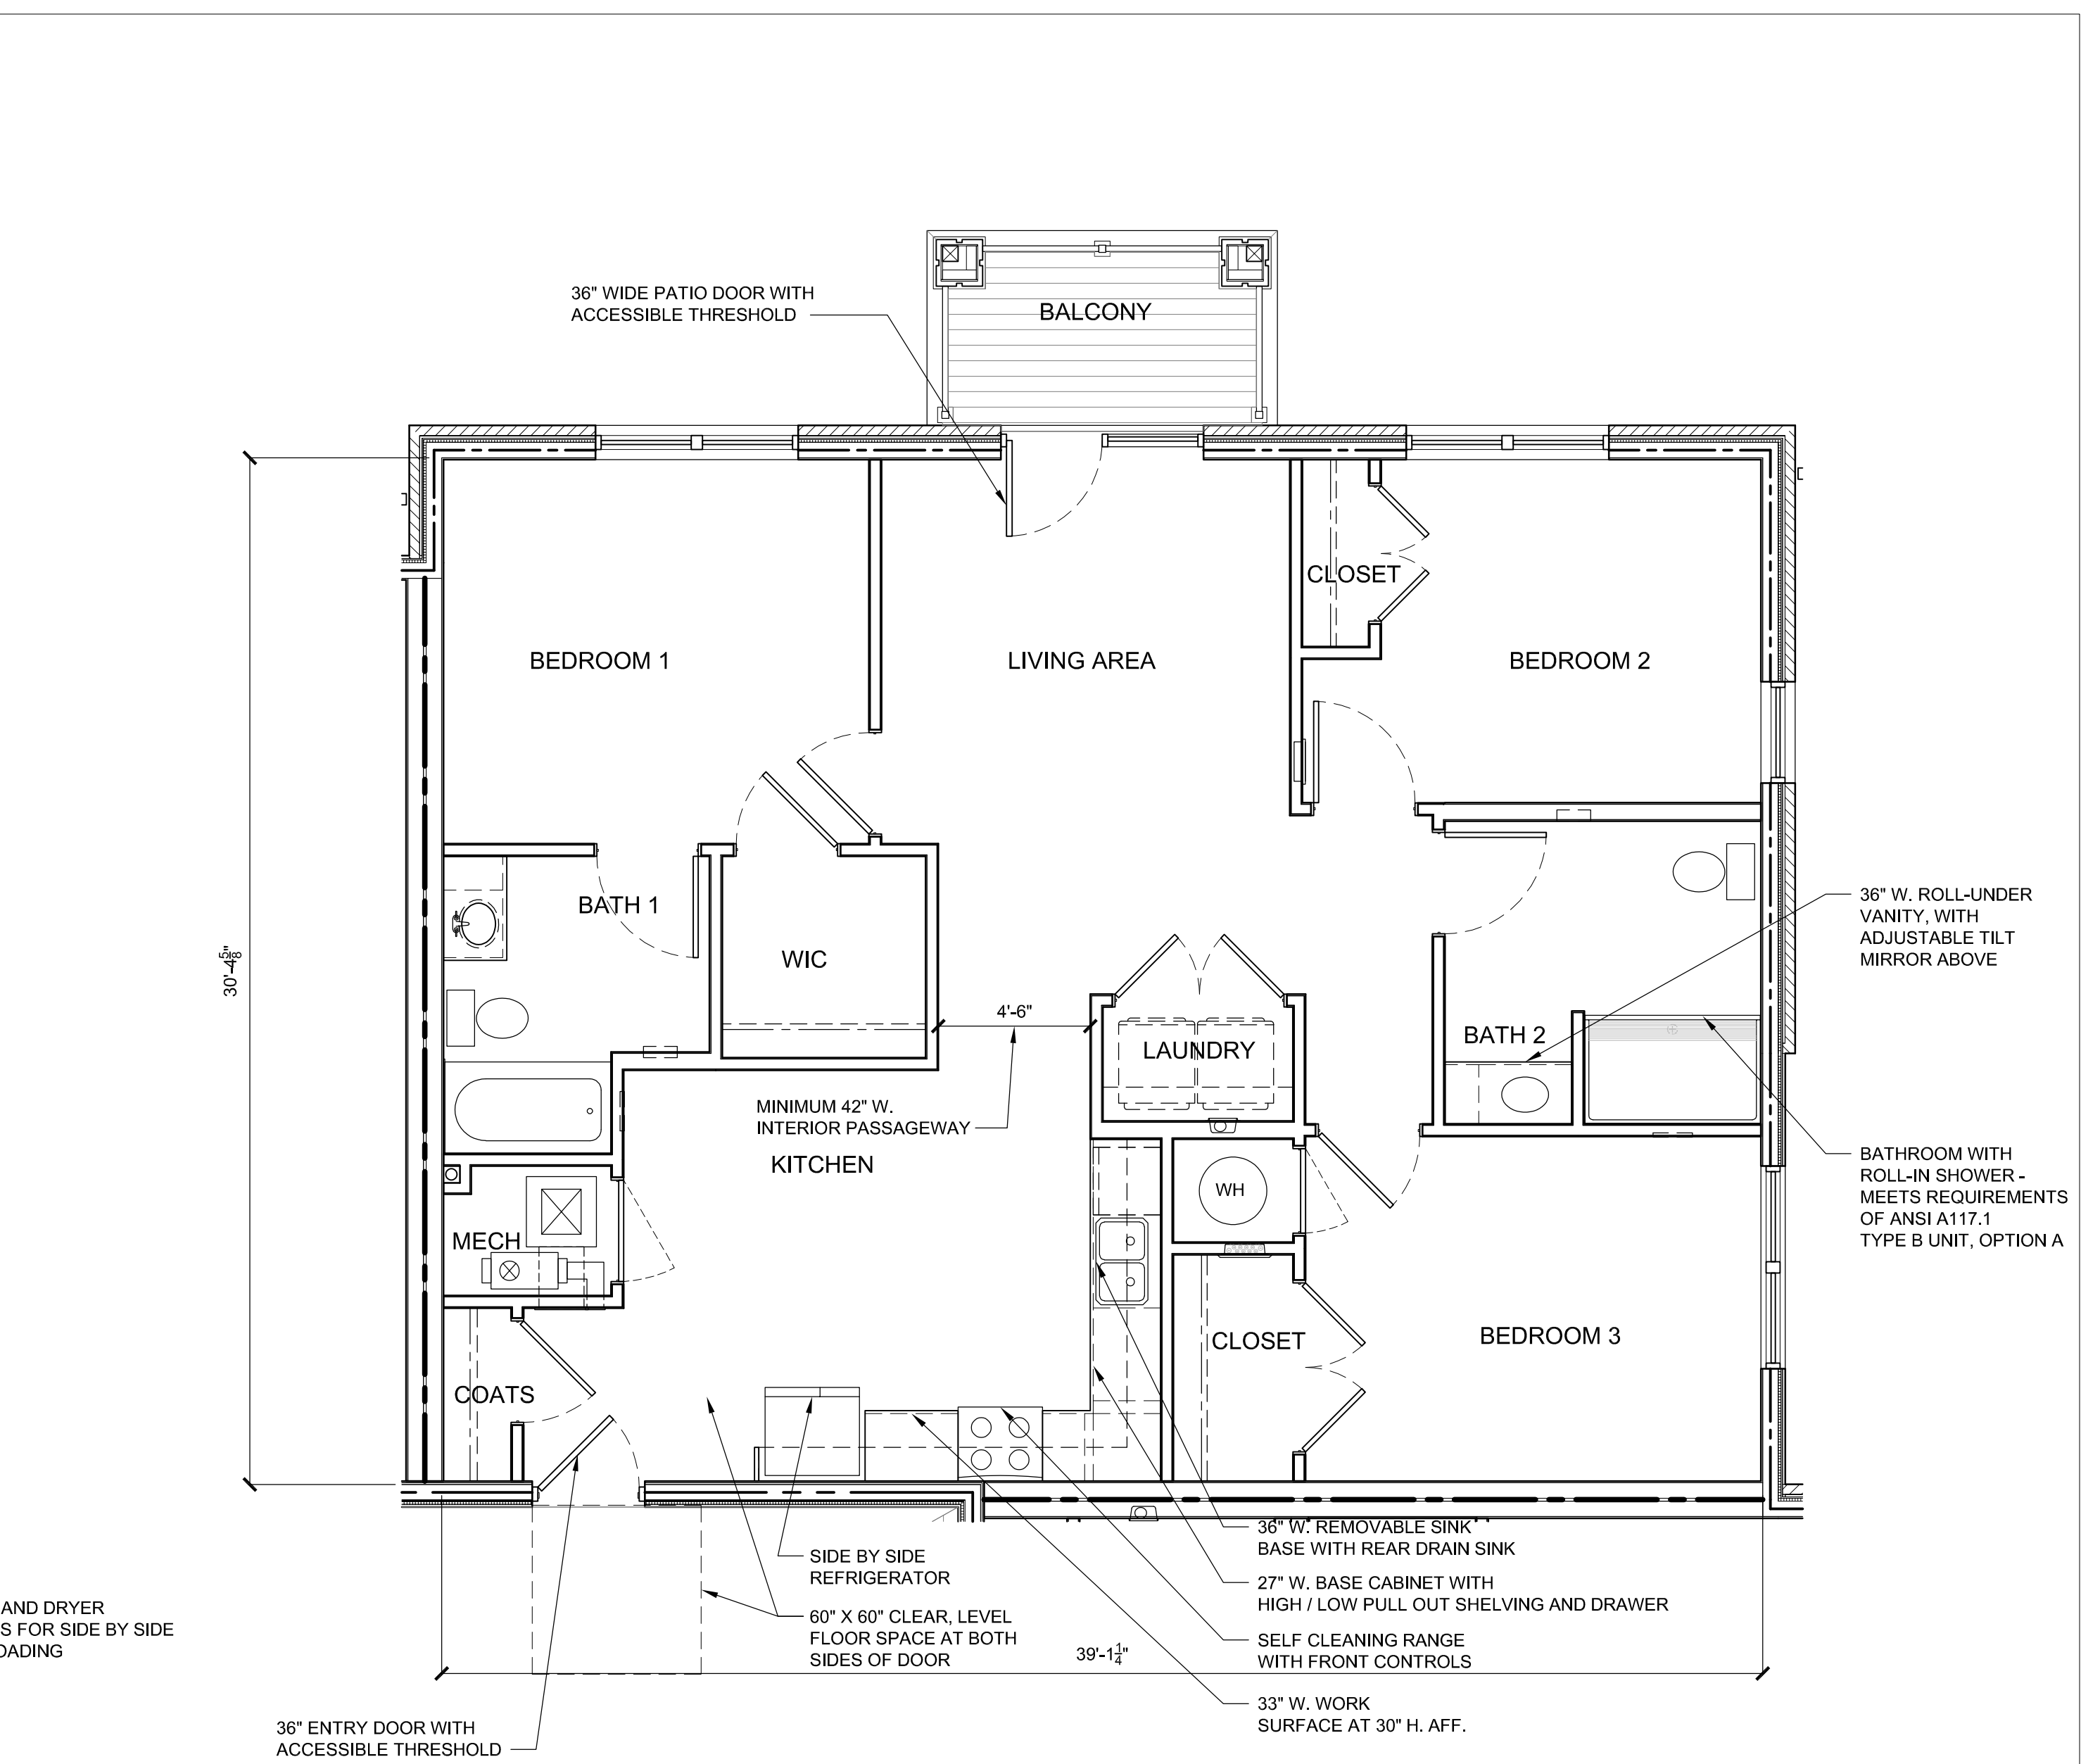 36" WIDE PATIO DOOR WITH
ACCESSIBLE THRESHOLD
BALCONY
CLOSET
BEDROOM 1
LIVING AREA
BEDROOM 2
BATH 1
WIC
30'-4 5/8"
4'-6"
LAUNDRY
BATH 2
36" W. ROLL-UNDER
VANITY, WITH
ADJUSTABLE TILT
MIRROR ABOVE
MINIMUM 42" W.
INTERIOR PASSAGEWAY
KITCHEN
WH
BATHROOM WITH
ROLL-IN SHOWER -
MEETS REQUIREMENTS
OF ANSI A117.1
TYPE B UNIT, OPTION A
MECH
CLOSET
BEDROOM 3
COATS
36" W. REMOVABLE SINK
BASE WITH REAR DRAIN SINK
SIDE BY SIDE
REFRIGERATOR
27" W. BASE CABINET WITH
HIGH / LOW PULL OUT SHELVING AND DRAWER
60" X 60" CLEAR, LEVEL
FLOOR SPACE AT BOTH
SIDES OF DOOR
SELF CLEANING RANGE
WITH FRONT CONTROLS
39'-1 1/4"
AND DRYER
S FOR SIDE BY SIDE
OADING
33" W. WORK
SURFACE AT 30" H. AFF.
36" ENTRY DOOR WITH
ACCESSIBLE THRESHOLD